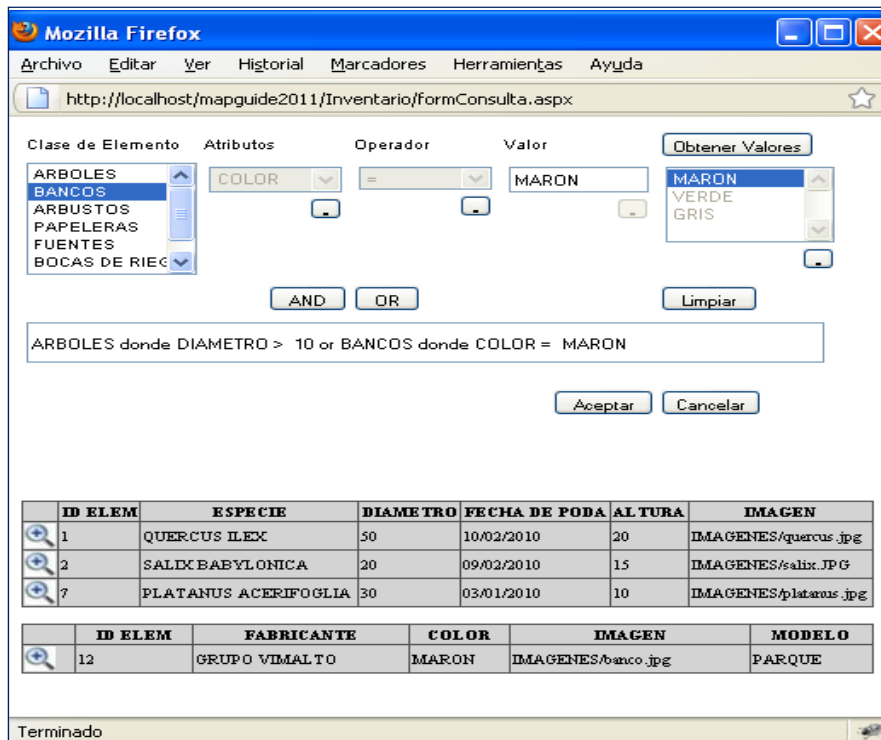 Mozilla Firefox
Archivo Editar Ver Historial Marcadores Herramientas Ayuda
http://localhost/mapguide2011/Inventario/formConsulta.aspx
Clase de Elemento Atributos Operador Valor Obtener Valores
ARBOLES
BANCOS
ARBUSTOS
PAPELERAS
FUENTES
BOCAS DE RIEG
COLOR = MARON
MARON
VERDE
GRIS
AND OR Limpiar
ARBOLES donde DIAMETRO > 10 or BANCOS donde COLOR = MARON
Aceptar Cancelar
ID ELEM ESPECIE DIAMETRO FECHA DE PODA ALTURA IMAGEN
1 QUERCUS ILEX 50 10/02/2010 20 IMAGENES/quercus.jpg
2 SALIX BABYLONICA 20 09/02/2010 15 IMAGENES/salix.JPG
7 PLATANUS ACERIFOGLIA 30 03/01/2010 10 IMAGENES/platanus.jpg
ID ELEM FABRICANTE COLOR IMAGEN MODELO
12 GRUPO VIMALTO MARON IMAGENES/banco.jpg PARQUE
Terminado